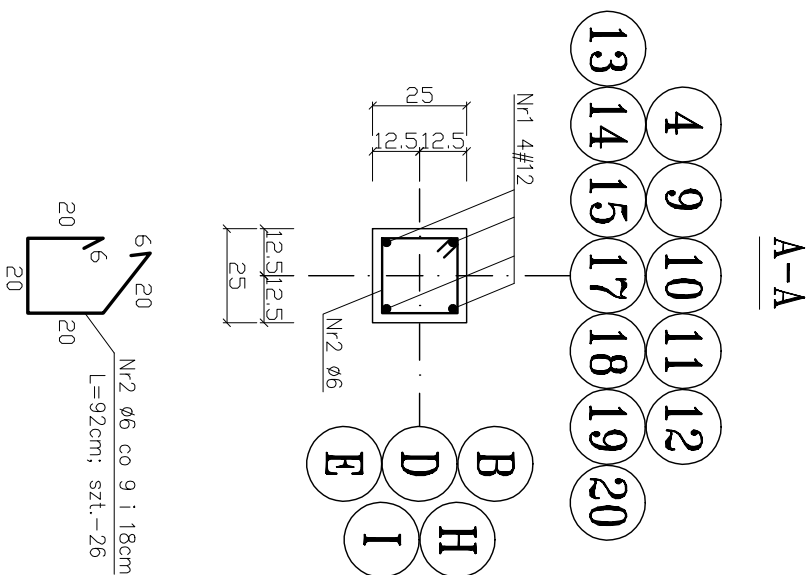 A-A
4 9 10 11 12
13 14 15 17 18 19 20
Nr1 4#12
25
12.5 12.5
12.5 12.5
25
Nr2 ø6
B
D
E
H
I
6
20
6
20
20
20
Nr2 ø6 co 9 i 18cm
L=92cm; szt.-26